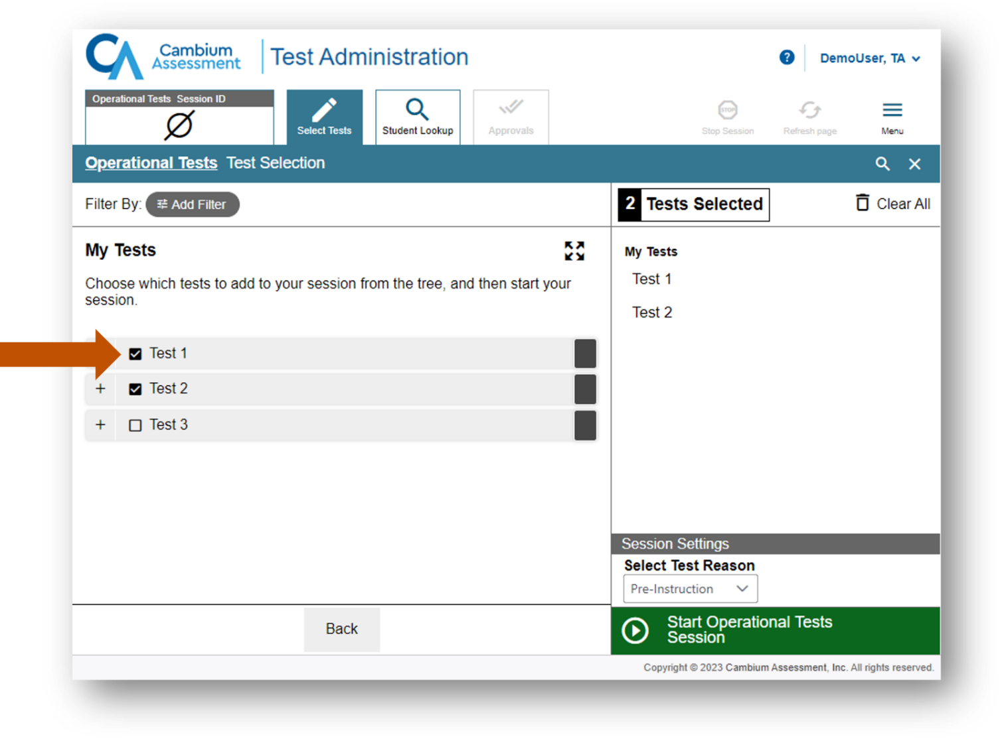 Cambium
Assessment
Test Administration
DemoUser, TA
Operational Tests Session ID
Select Tests
Student Lookup
Approvals
STOP
Stop Session
Refresh page
Menu
Operational Tests Test Selection
Filter By: Add Filter
2 Tests Selected
Clear All
My Tests
Choose which tests to add to your session from the tree, and then start your
session.
Test 1
+ Test 2
+ Test 3
My Tests
Test 1
Test 2
Session Settings
Select Test Reason
Pre-Instruction
Back
Start Operational Tests
Session
Copyright © 2023 Cambium Assessment, Inc. All rights reserved.